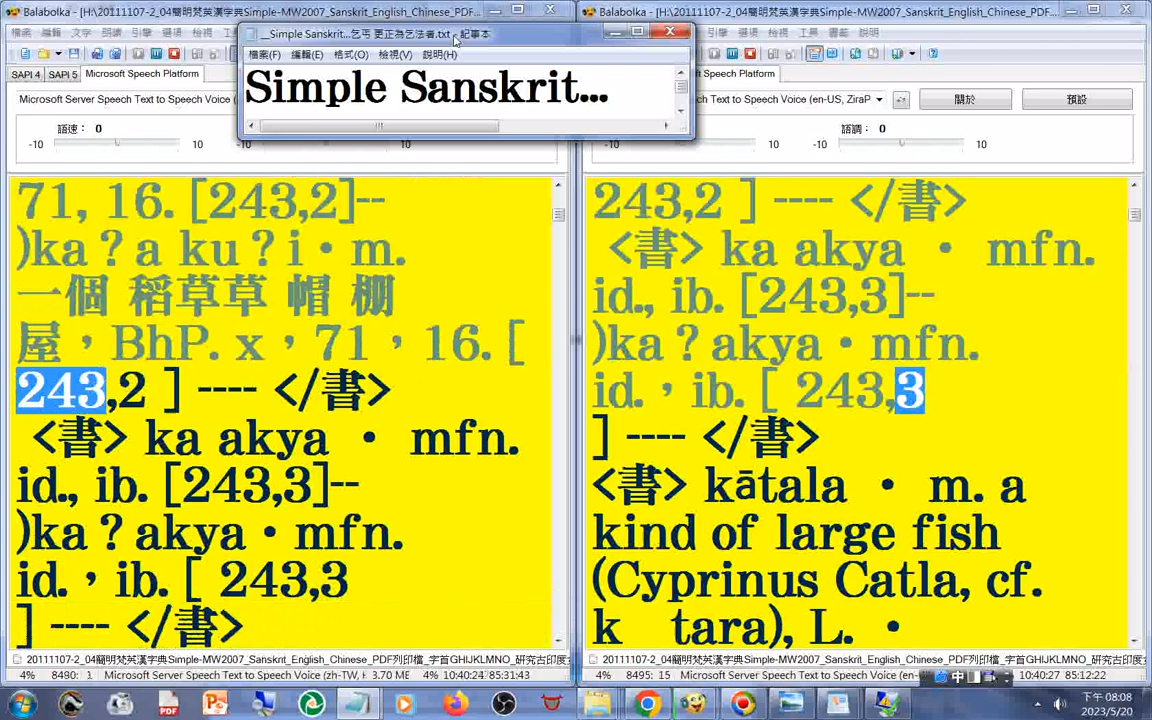 Balabolka - [H:\20111107-2_04簡明梵英漢字典Simple-MW2007_Sanskrit_English_Chinese_PDF...
Balabolka - [H:\20111107-2_04簡明梵英漢字典Simple-MW2007_Sanskrit_English_Chinese_PDF...
__Simple Sanskrit...乞丐 更正為乞法者.txt - 記事本
檔案(F) 編輯(E) 格式(O) 檢視(V) 說明(H)
Simple Sanskrit...
SAPI 4 SAPI 5 Microsoft Speech Platform
t Speech Platform
Microsoft Server Speech Text to Speech Voice (
ch Text to Speech Voice (en-US, ZiraP
關於
預設
語速： 0
語調： 0
-10 10 10
-10 10 -10 10
71, 16. [243,2]--
)ka？a ku？i・m.
一個 稻草草 帽 棚
屋，BhP. x，71，16. [
243,2 ] ---- </書>
<書> ka akya ・ mfn.
id., ib. [243,3]--
)ka？akya・mfn.
id.，ib. [ 243,3
] ---- </書>
243,2 ] ---- </書>
<書> ka akya ・ mfn.
id., ib. [243,3]--
)ka？akya・mfn.
id.，ib. [ 243,3
] ---- </書>
<書> kātala ・ m. a
kind of large fish
(Cyprinus Catla, cf.
k tara), L. ・
20111107-2_04簡明梵英漢字典Simple-MW2007_Sanskrit_English_Chinese_PDF列印檔_字首GHIJKLMNO_研究古印度
20111107-2_04簡明梵英漢字典Simple-MW2007_Sanskrit_English_Chinese_PDF列印檔_字首GHIJKLMNO_研究古印度
4% 8480: 1 Microsoft Server Speech Text to Speech Voice (zh-TW, H 3.70 ME 4% 10:40:24/85:31:43
4% 8495: 15 Microsoft Server Speech Text to Speech Voice (en-US, ZiraP
10:40:27 85:12:22
中
下午 08:08
2023/5/20